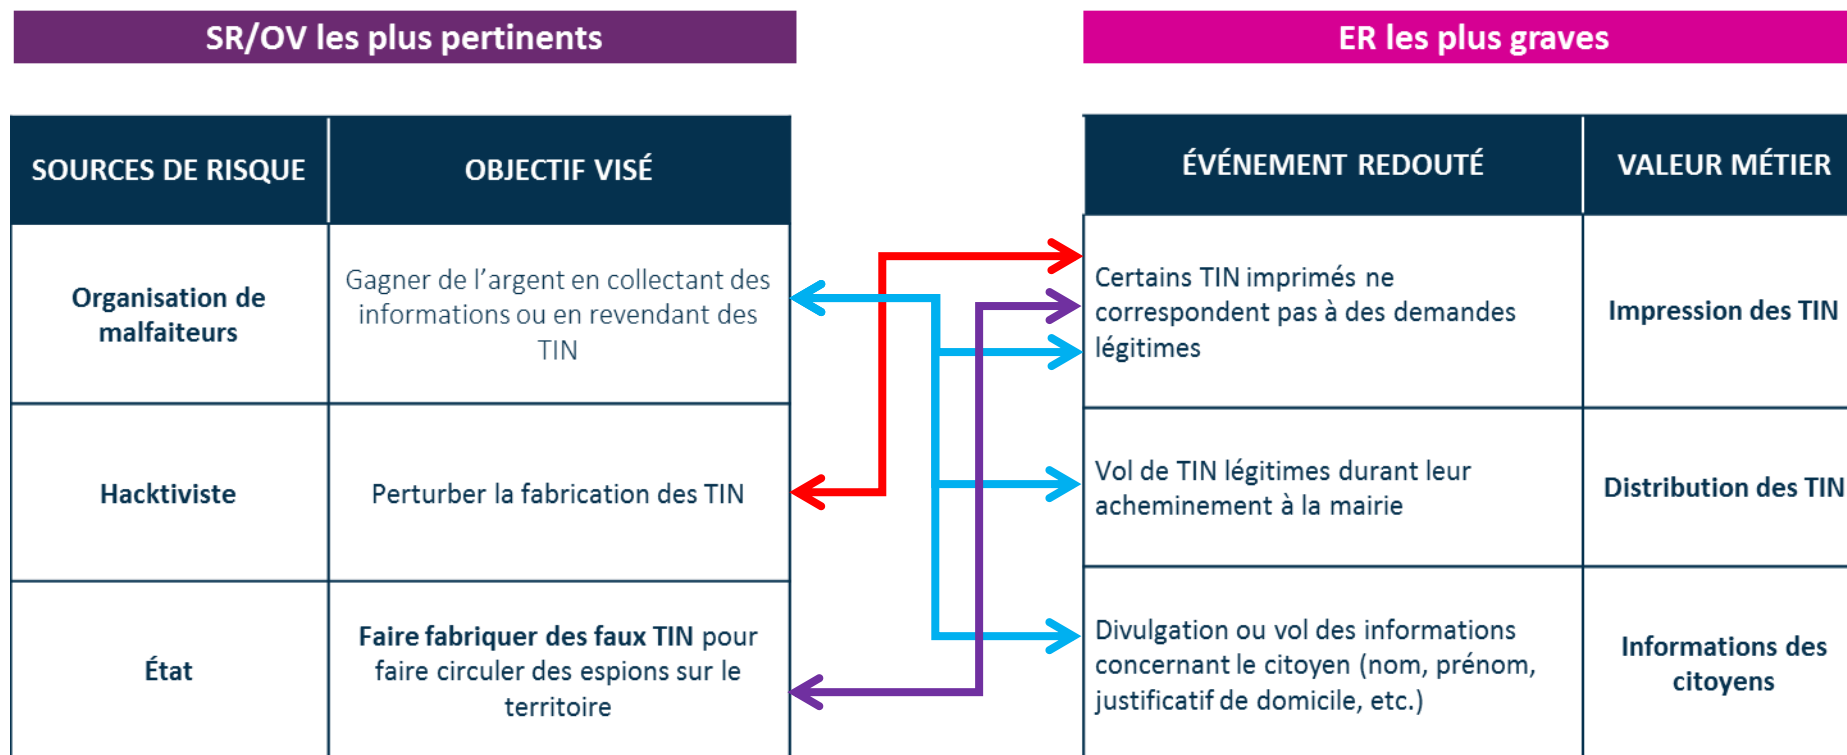 SR/OV les plus pertinents
ER les plus graves
SOURCES DE RISQUE
OBJECTIF VISÉ
Organisation de
malfaiteurs
Gagner de l’argent en collectant des
informations ou en revendant des
TIN
Hacktiviste
Perturber la fabrication des TIN
État
Faire fabriquer des faux TIN pour
faire circuler des espions sur le
territoire
ÉVÉNEMENT REDOUTÉ
VALEUR MÉTIER
Certains TIN imprimés ne
correspondent pas à des demandes
légitimes
Impression des TIN
Vol de TIN légitimes durant leur
acheminement à la mairie
Distribution des TIN
Divulgation ou vol des informations
concernant le citoyen (nom, prénom,
justificatif de domicile, etc.)
Informations des
citoyens